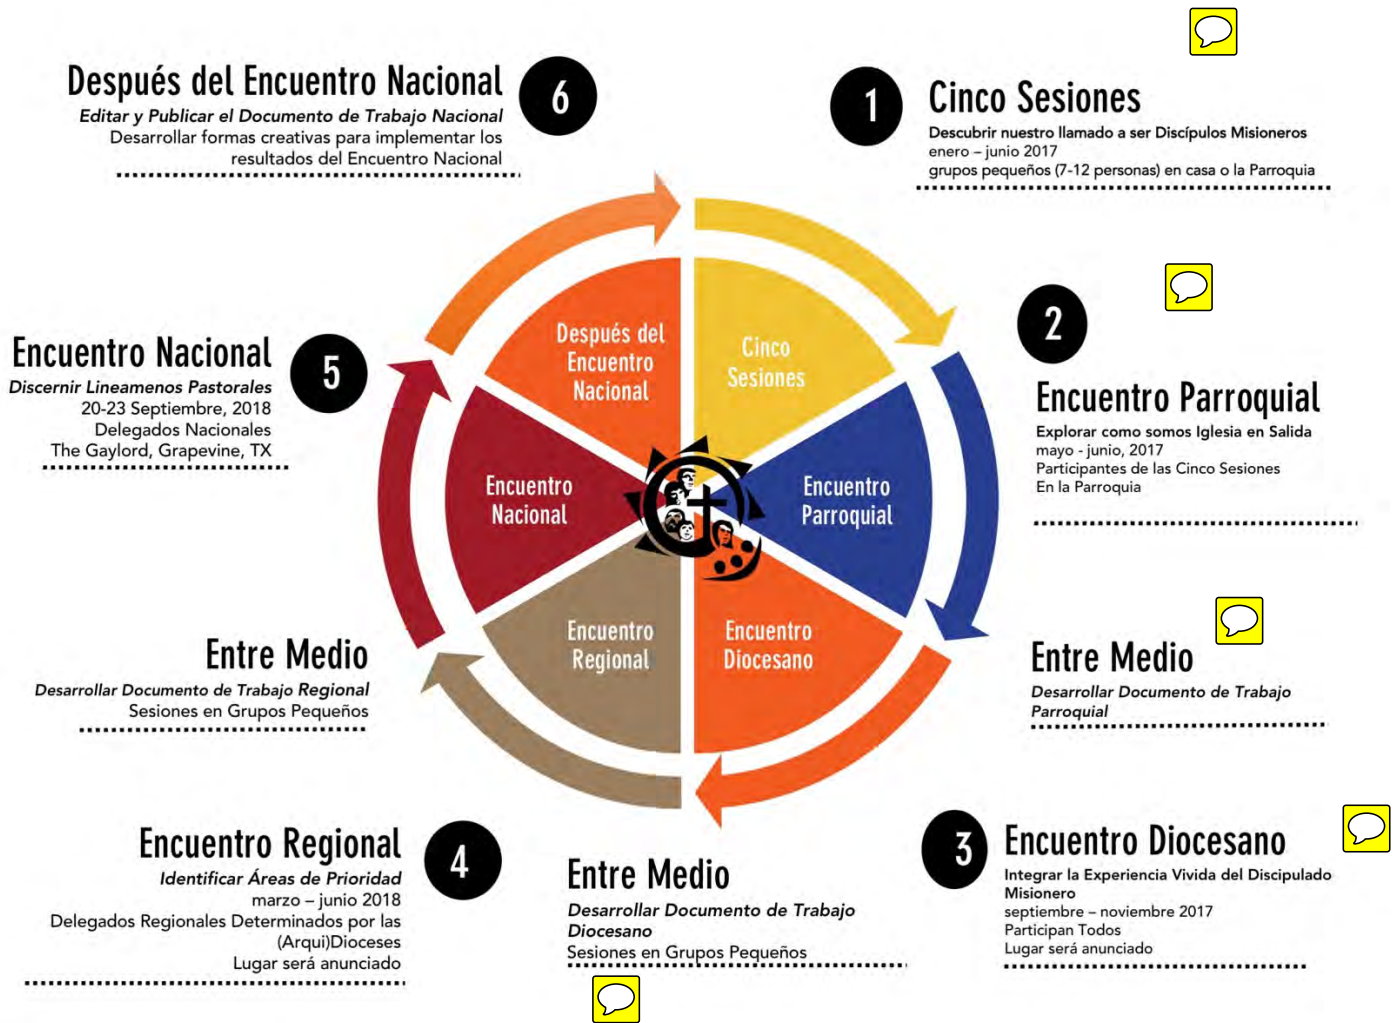 1
Cinco Sesiones
Descubrir nuestro llamado a ser Discípulos Misioneros
enero – junio 2017
grupos pequeños (7-12 personas) en casa o la Parroquia
2
Encuentro Parroquial
Explorar como somos Iglesia en Salida
mayo - junio, 2017
Participantes de las Cinco Sesiones
En la Parroquia
Entre Medio
Desarrollar Documento de Trabajo
Parroquial
3
Encuentro Diocesano
Integrar la Experiencia Vivida del Discipulado
Misionero
septiembre – noviembre 2017
Participan Todos
Lugar será anunciado
Entre Medio
Desarrollar Documento de Trabajo
Diocesano
Sesiones en Grupos Pequeños
4
Encuentro Regional
Identificar Áreas de Prioridad
marzo – junio 2018
Delegados Regionales Determinados por las
(Arqui)Dioceses
Lugar será anunciado
Entre Medio
Desarrollar Documento de Trabajo Regional
Sesiones en Grupos Pequeños
5
Encuentro Nacional
Discernir Lineamenos Pastorales
20-23 Septiembre, 2018
Delegados Nacionales
The Gaylord, Grapevine, TX
6
Después del Encuentro Nacional
Editar y Publicar el Documento de Trabajo Nacional
Desarrollar formas creativas para implementar los
resultados del Encuentro Nacional
Cinco
Sesiones
Encuentro
Parroquial
Encuentro
Diocesano
Encuentro
Regional
Encuentro
Nacional
Después del
Encuentro
Nacional